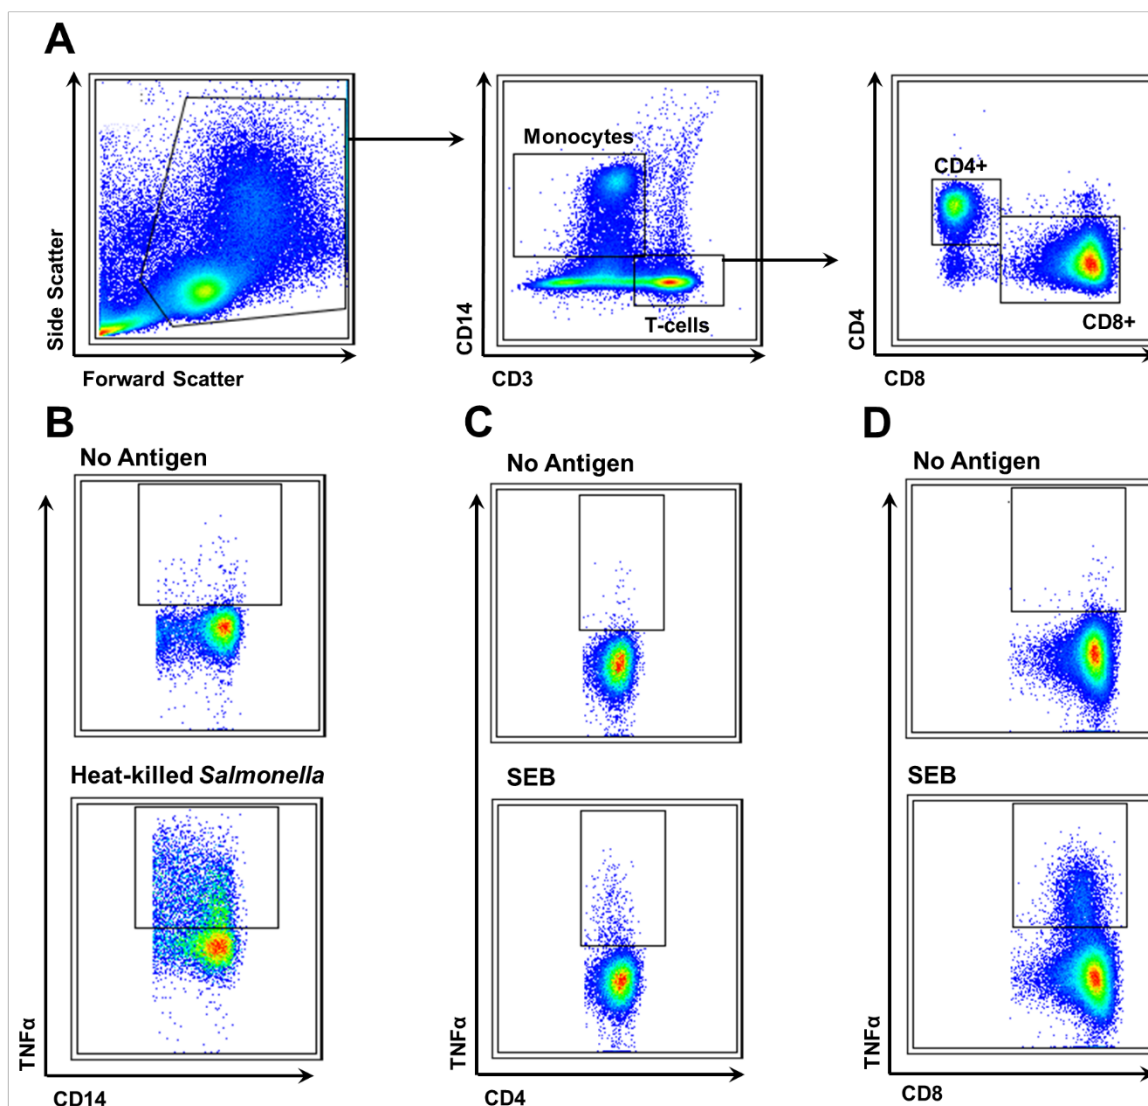 A
Side Scatter
Forward Scatter
Monocytes
T-cells
CD14
CD3
CD4+
CD8+
CD4
CD8
B
No Antigen
Heat-killed Salmonella
TNFα
CD14
C
No Antigen
SEB
TNFα
CD4
D
No Antigen
SEB
TNFα
CD8